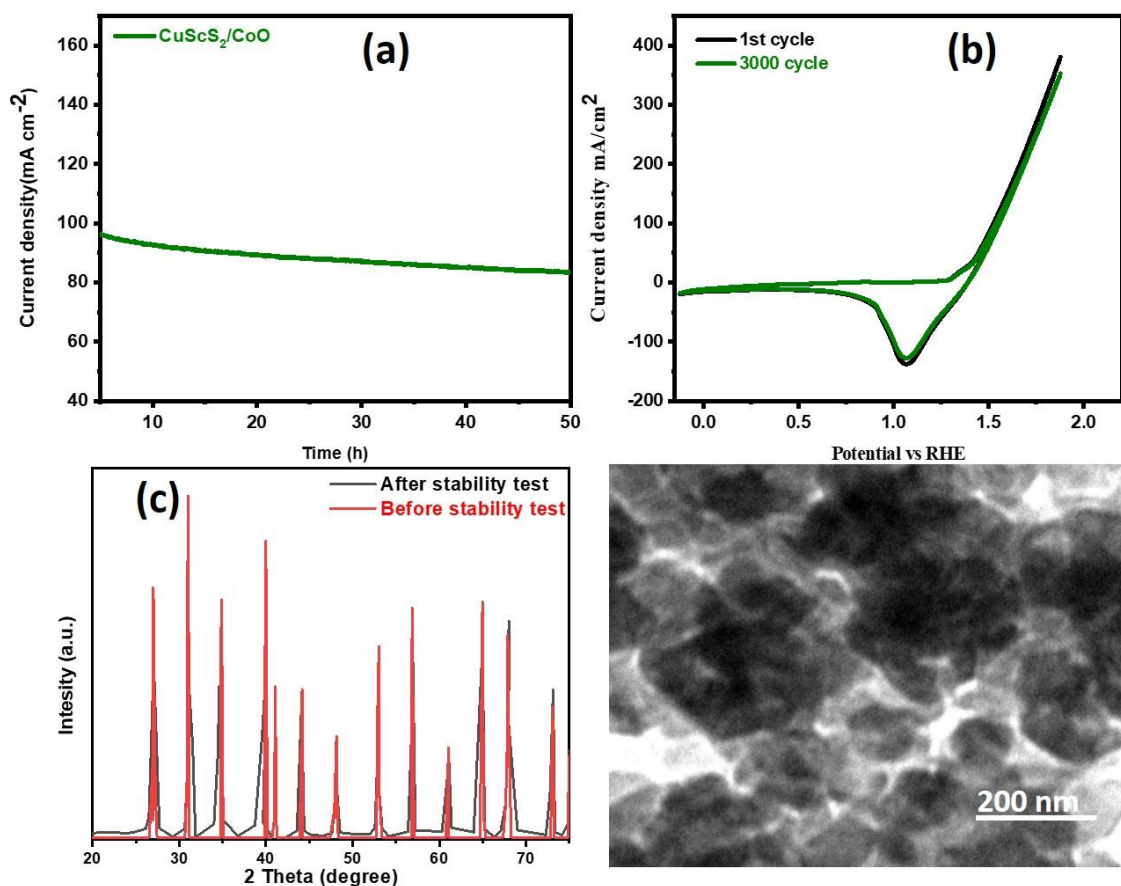 CuScS₂/CoO
(a)
Current density(mA cm⁻²)
160
140
120
100
80
60
40
10
20
30
40
50
Time (h)
1st cycle
3000 cycle
(b)
Current density mA/cm²
400
300
200
100
0
-100
-200
0.0
0.5
1.0
1.5
2.0
Potential vs RHE
(c)
After stability test
Before stability test
Intesity (a.u.)
20
30
40
50
60
70
2 Theta (degree)
200 nm